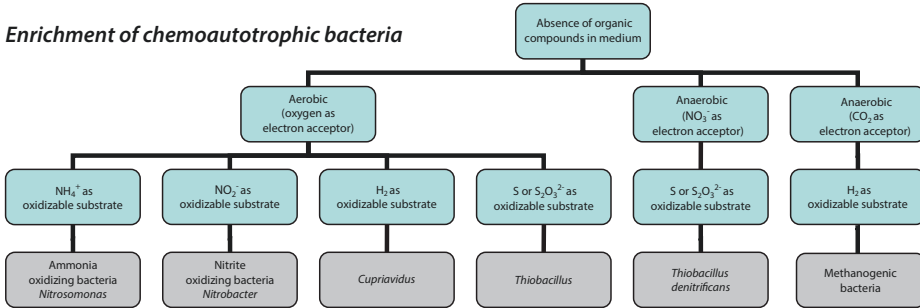 Enrichment of chemoautotrophic bacteria
Absence of organic
compounds in medium
Aerobic
(oxygen as
electron acceptor)
Anaerobic
(NO₃⁻ as
electron acceptor)
Anaerobic
(CO₂ as
electron acceptor)
NH₄⁺ as
oxidizable substrate
NO₂⁻ as
oxidizable substrate
H₂ as
oxidizable substrate
S or S₂O₃²⁻ as
oxidizable substrate
S or S₂O₃²⁻ as
oxidizable substrate
H₂ as
oxidizable substrate
Ammonia
oxidizing bacteria
Nitrosomonas
Nitrite
oxidizing bacteria
Nitrobacter
Cupriavidus
Thiobacillus
Thiobacillus
denitrificans
Methanogenic
bacteria